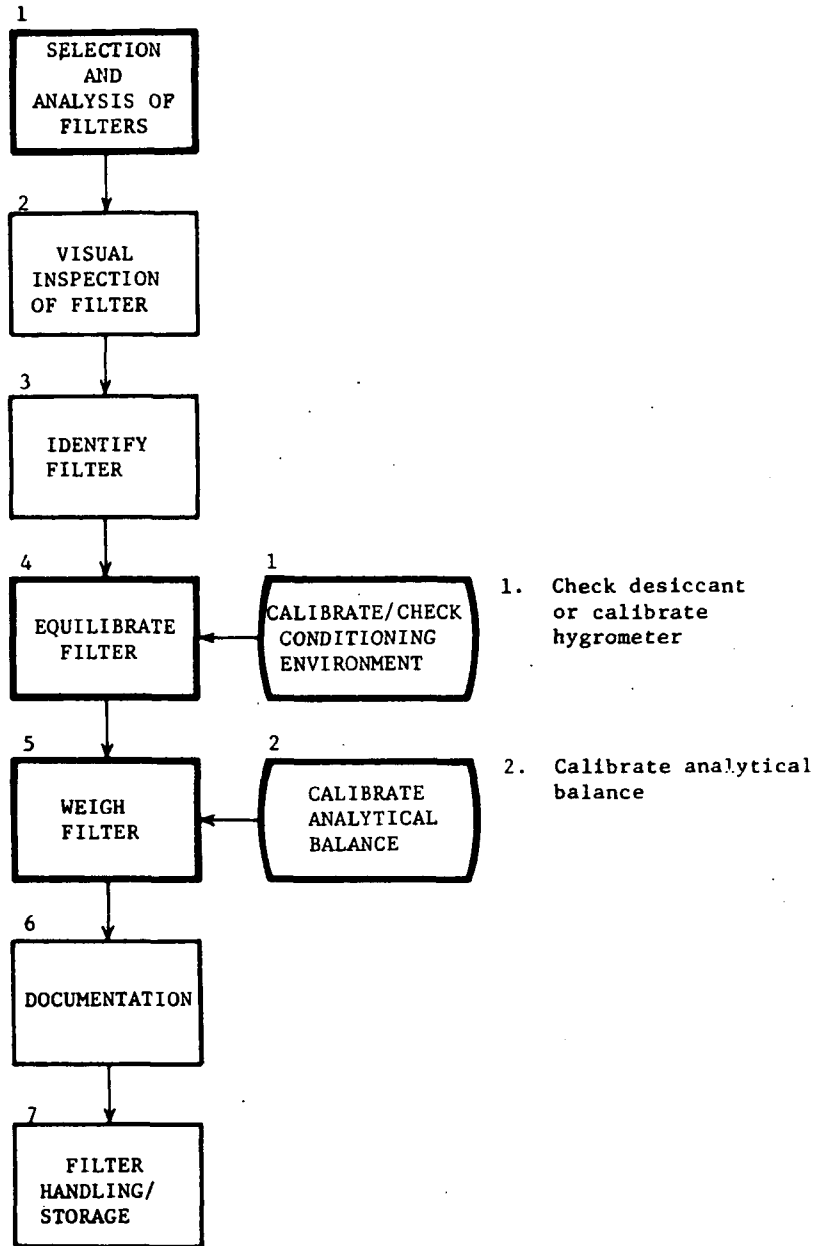 1
SELECTION
AND
ANALYSIS OF
FILTERS
2
VISUAL
INSPECTION
OF FILTER
3
IDENTIFY
FILTER
4
EQUILIBRATE
FILTER
1
CALIBRATE/CHECK
CONDITIONING
ENVIRONMENT
1. Check desiccant
or calibrate
hygrometer
5
WEIGH
FILTER
2
CALIBRATE
ANALYTICAL
BALANCE
2. Calibrate analytical
balance
6
DOCUMENTATION
7
FILTER
HANDLING/
STORAGE